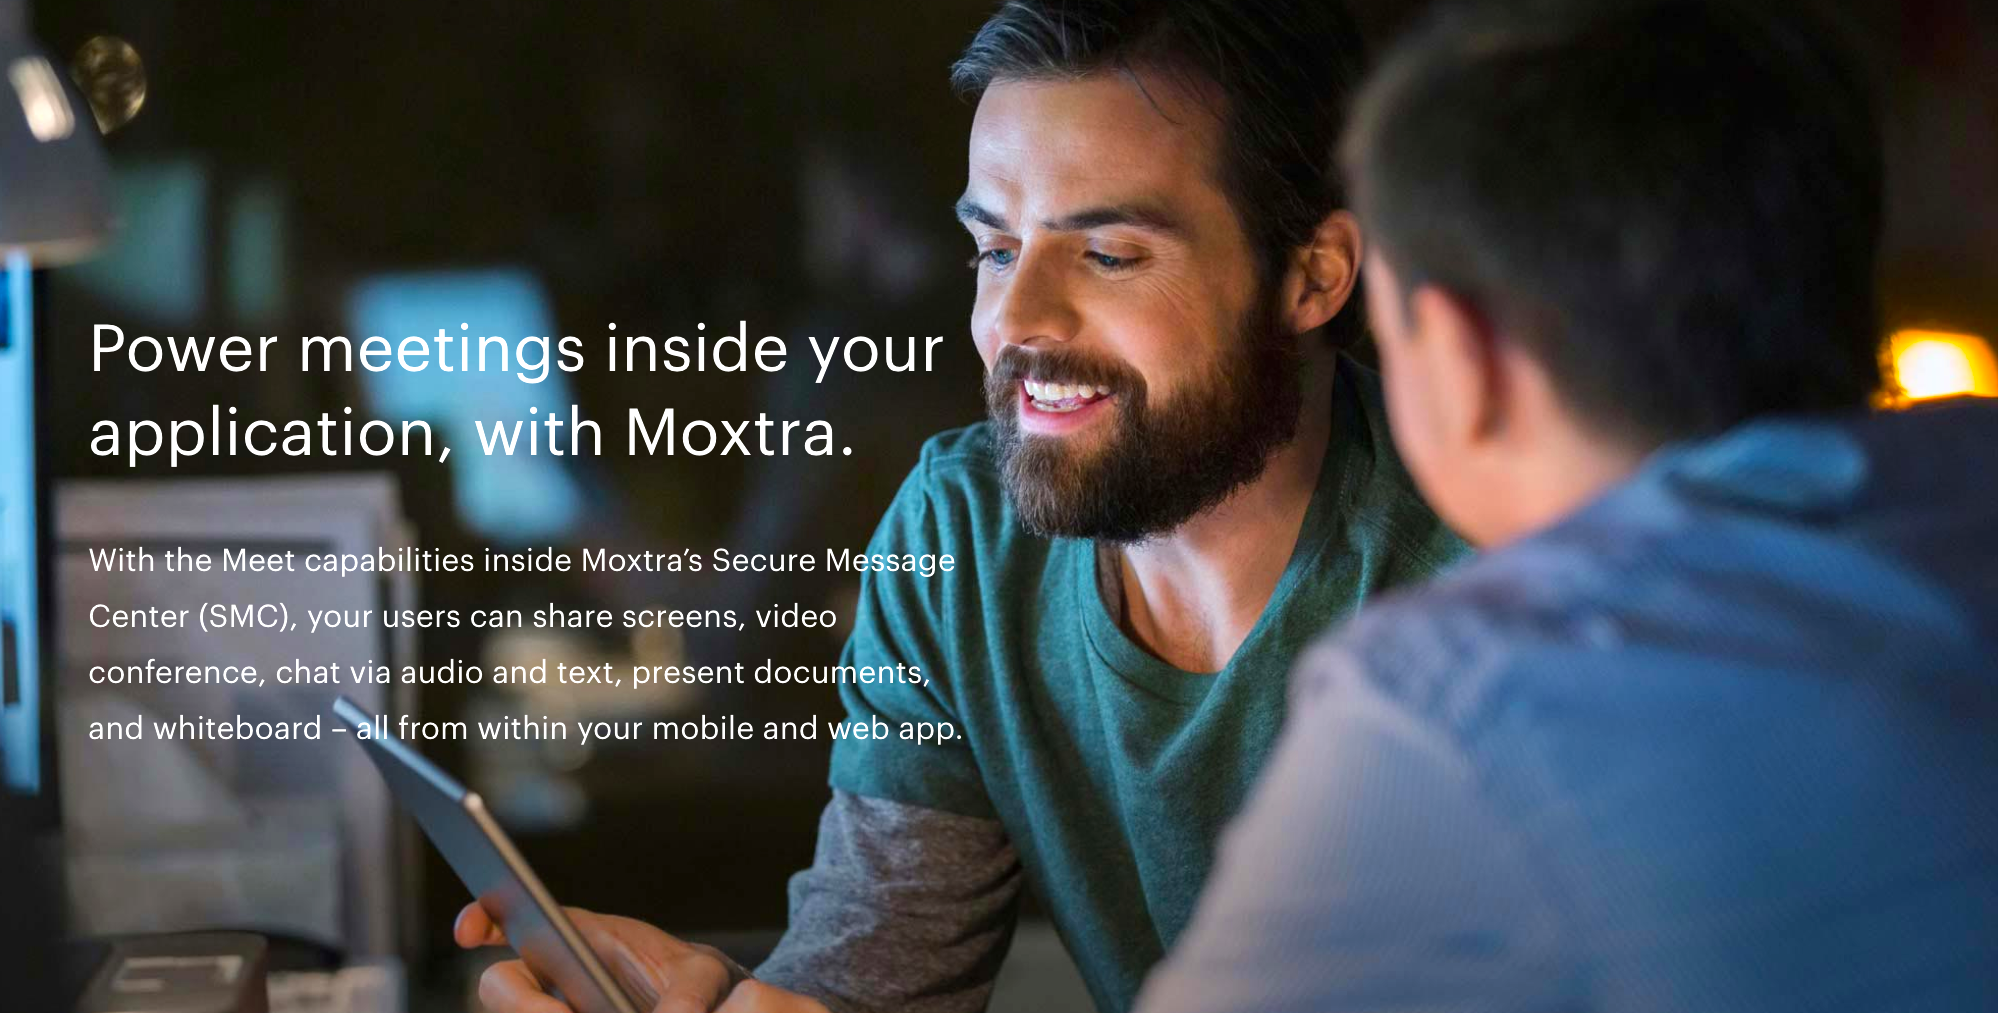 Power meetings inside your
application, with Moxtra.
With the Meet capabilities inside Moxtra’s Secure Message
Center (SMC), your users can share screens, video
conference, chat via audio and text, present documents,
and whiteboard – all from within your mobile and web app.